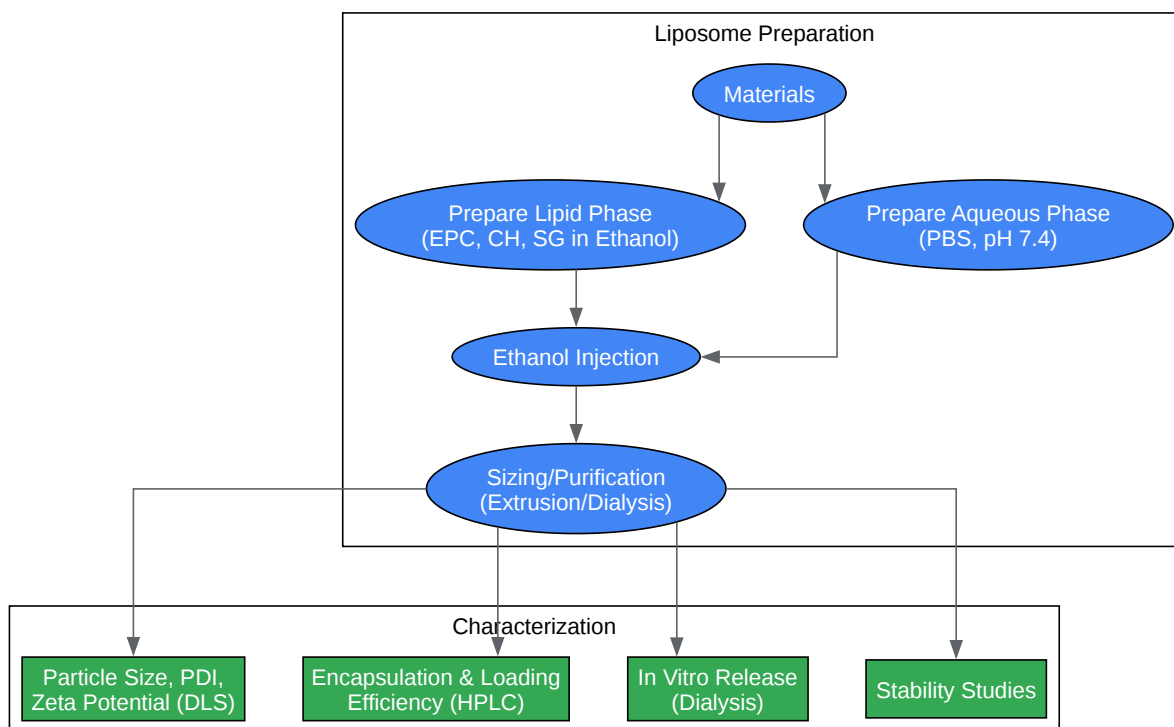 Liposome Preparation
Materials
Prepare Lipid Phase
(EPC, CH, SG in Ethanol)
Prepare Aqueous Phase
(PBS, pH 7.4)
Ethanol Injection
Sizing/Purification
(Extrusion/Dialysis)
Characterization
Particle Size, PDI,
Zeta Potential (DLS)
Encapsulation & Loading
Efficiency (HPLC)
In Vitro Release
(Dialysis)
Stability Studies